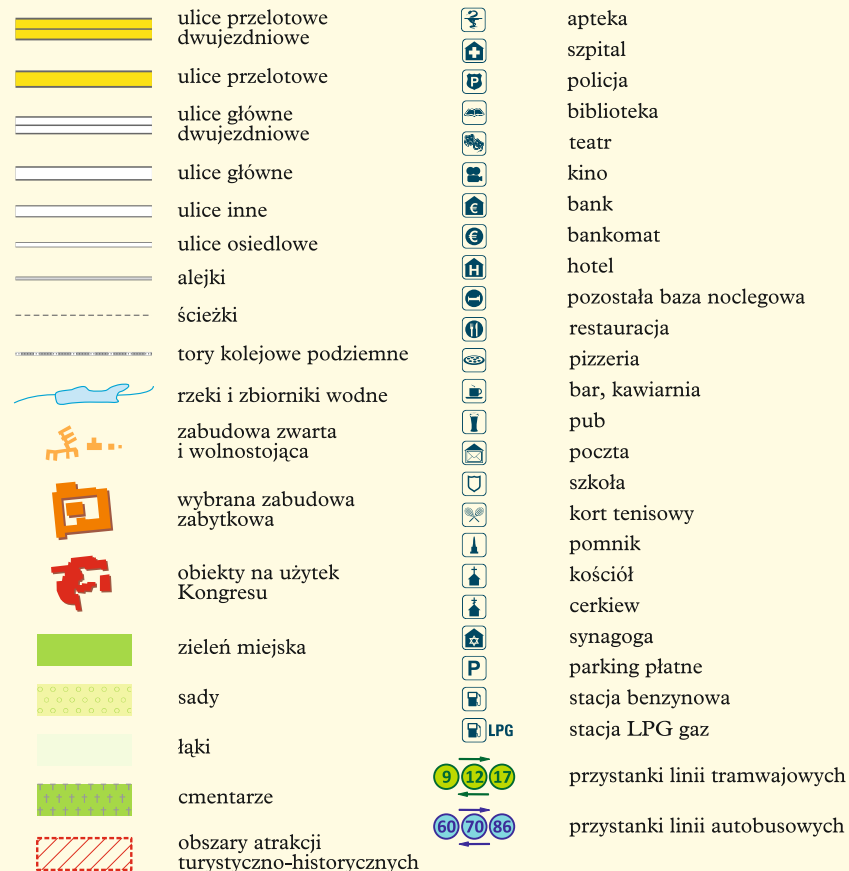 ulice przelotowe
dwujezdniowe
ulice przelotowe
ulice główne
dwujezdniowe
ulice główne
ulice inne
ulice osiedlowe
alejki
ścieżki
tory kolejowe podziemne
rzeki i zbiorniki wodne
zabudowa zwarta
i wolnostojąca
wybrana zabudowa
zabytkowa
obiekty na użytek
Kongresu
zieleń miejska
sady
łąki
cmentarze
obszary atrakcji
turystyczno-historycznych
apteka
szpital
P policja
biblioteka
teatr
kino
€ bank
€ bankomat
H hotel
pozostała baza noclegowa
restauracja
pizzeria
bar, kawiarnia
pub
poczta
szkoła
kort tenisowy
pomnik
kościół
cerkiew
synagoga
P parking płatne
stacja benzynowa
LPG stacja LPG gaz
9 12 17 przystanki linii tramwajowych
60 70 86 przystanki linii autobusowych